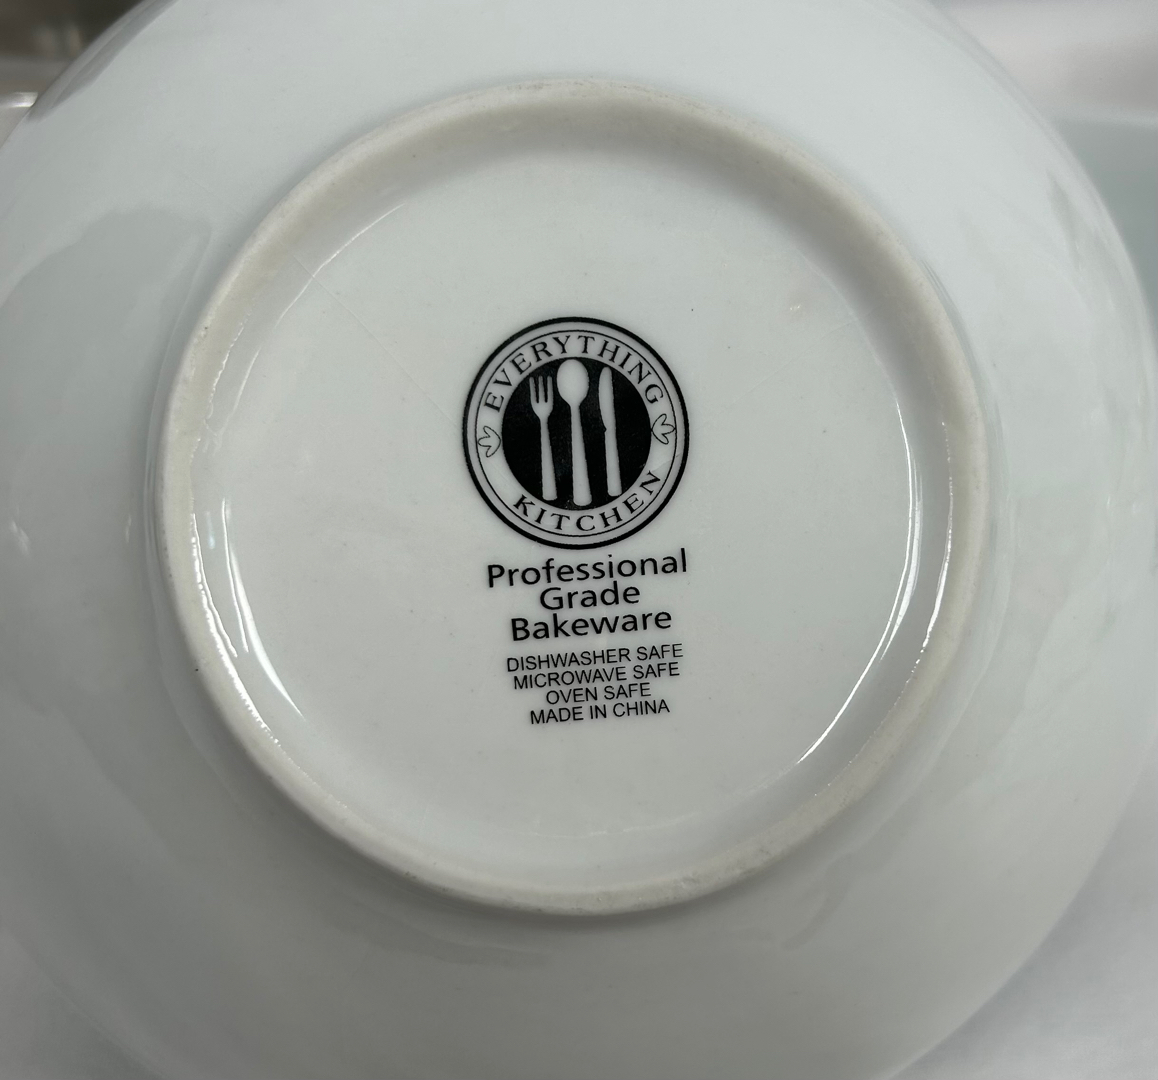 EVERYTHING
KITCHEN
Professional
Grade
Bakeware
DISHWASHER SAFE
MICROWAVE SAFE
OVEN SAFE
MADE IN CHINA